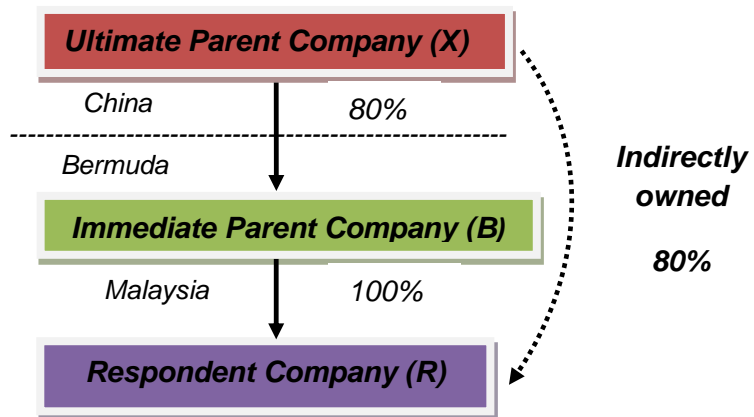 Ultimate Parent Company (X)
China 80%
Bermuda
Indirectly
owned
80%
Immediate Parent Company (B)
Malaysia 100%
Respondent Company (R)